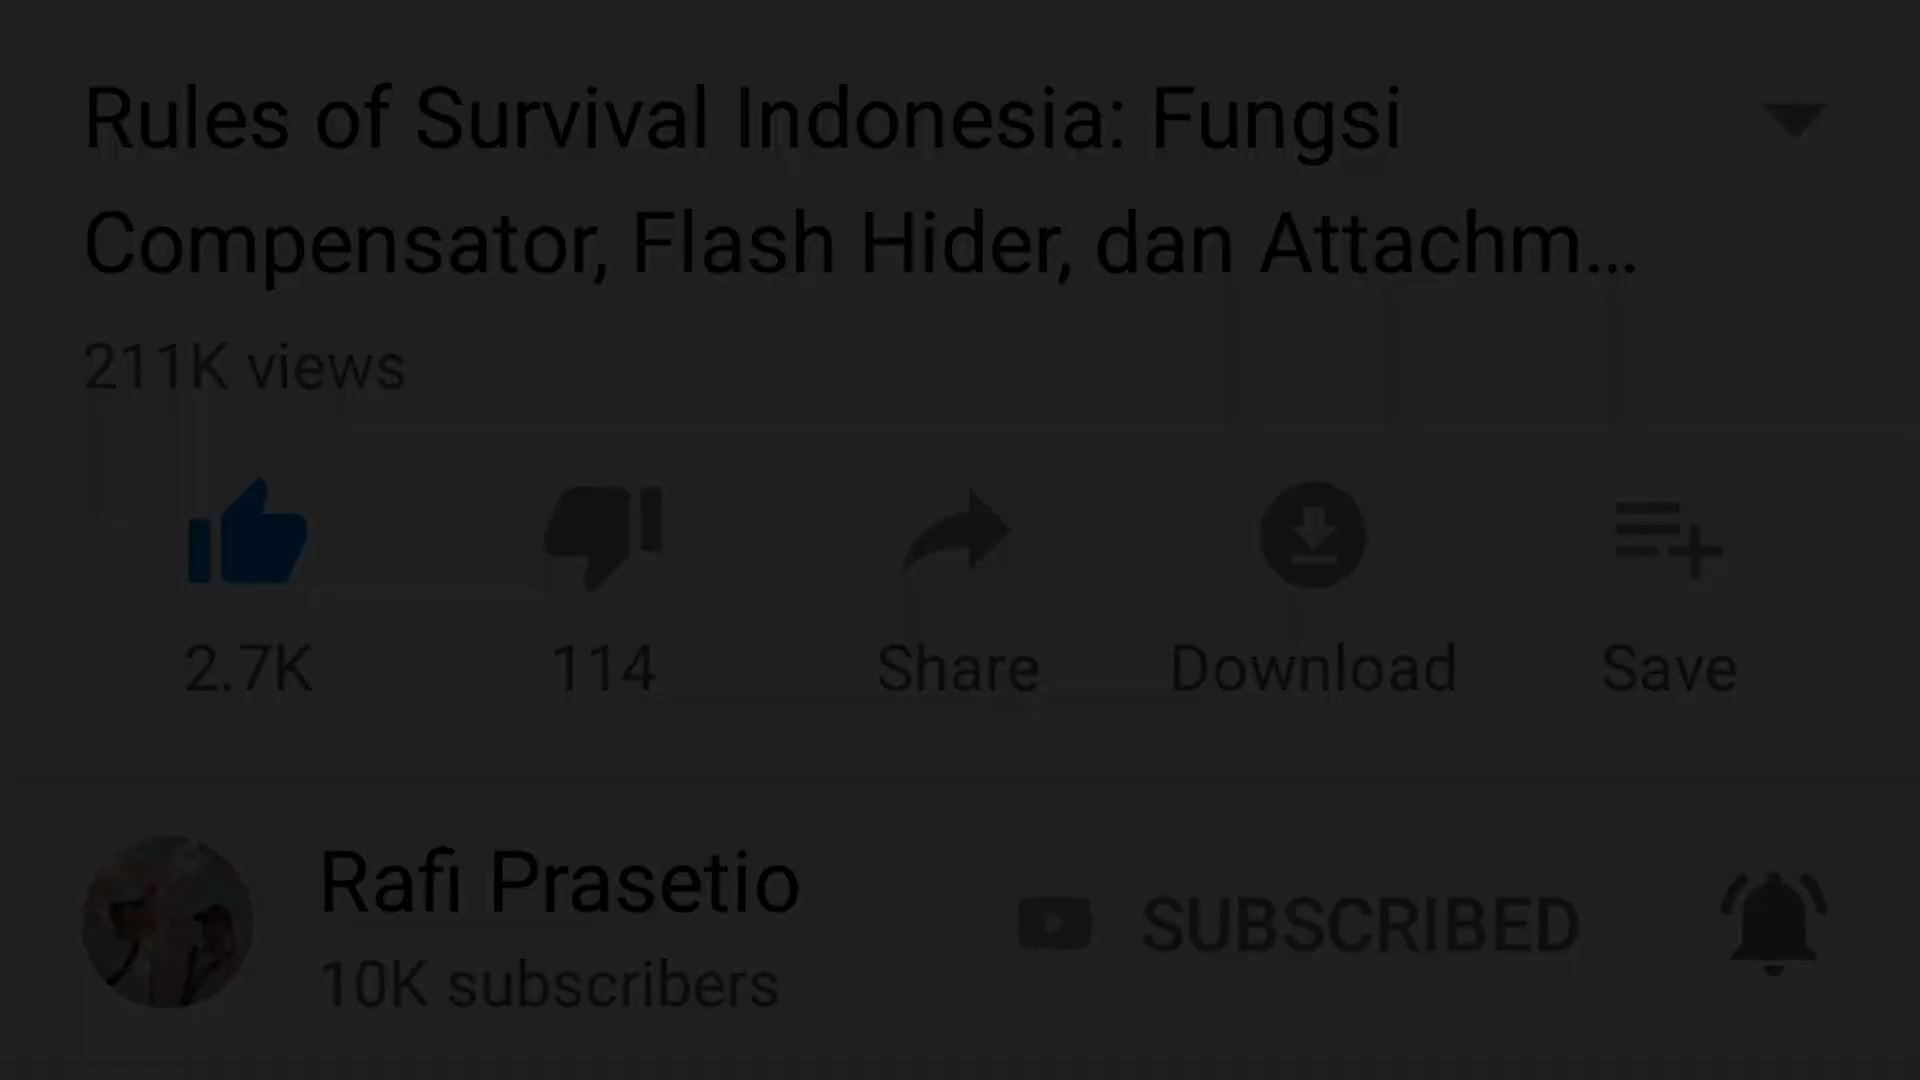 Rules of Survival Indonesia: Fungsi
Compensator, Flash Hider, dan Attachm...
211K views
2.7K
114
Share
Download
Save
Rafi Prasetio
SUBSCRIBED
10K subscribers